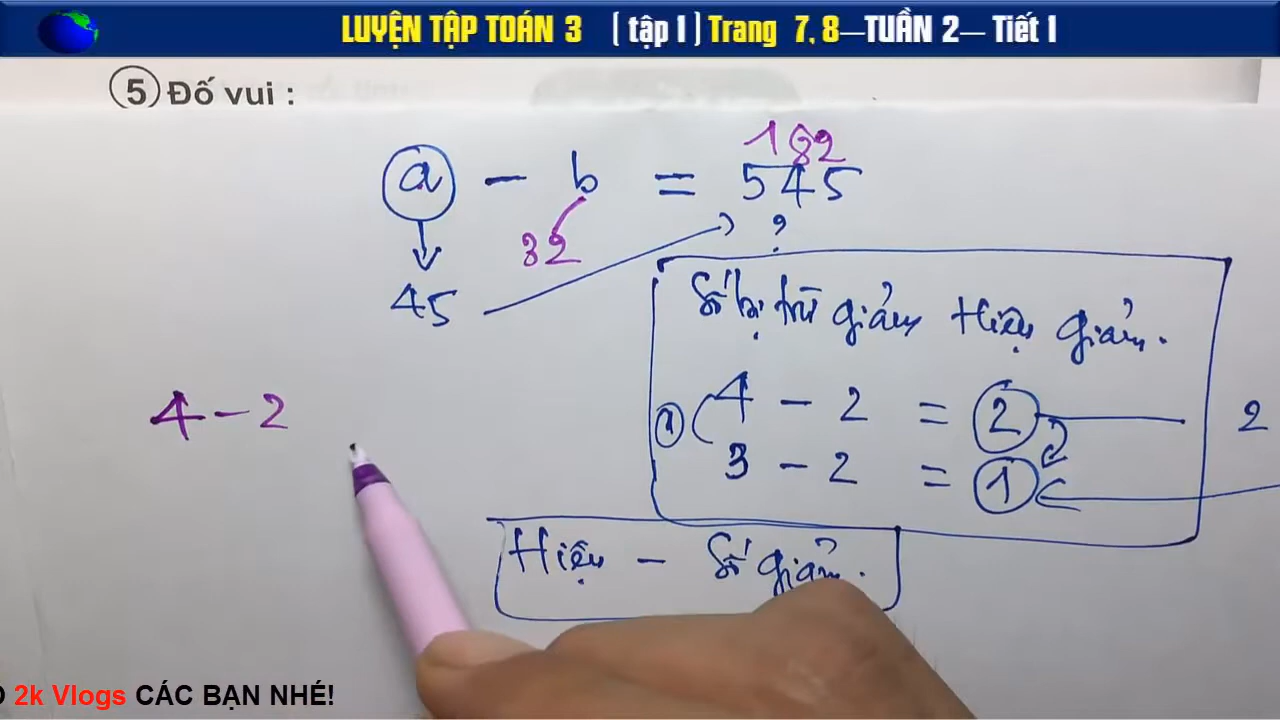 LUYỆN TẬP TOÁN 3 ( tập 1 ) Trang 7, 8–TUẦN 2– Tiết 1
5 Đố vui :
182
a - b = 545
32
?
45
Số bị trừ giảm Hiệu giảm.
4 - 2
1 4 - 2 = 2 2
3 - 2 = 1
Hiệu - Số giảm.
2k Vlogs CÁC BẠN NHÉ!